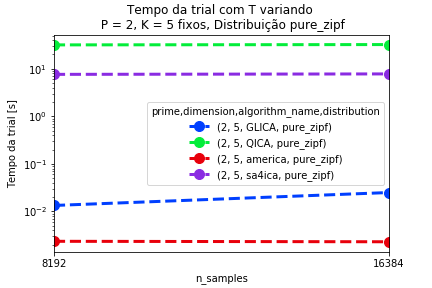 Tempo da trial com T variando
P = 2, K = 5 fixos, Distribuição pure_zipf
Tempo da trial [s]
10¹
10⁰
10⁻¹
10⁻²
prime,dimension,algorithm_name,distribution
(2, 5, GLICA, pure_zipf)
(2, 5, QICA, pure_zipf)
(2, 5, america, pure_zipf)
(2, 5, sa4ica, pure_zipf)
8192
16384
n_samples